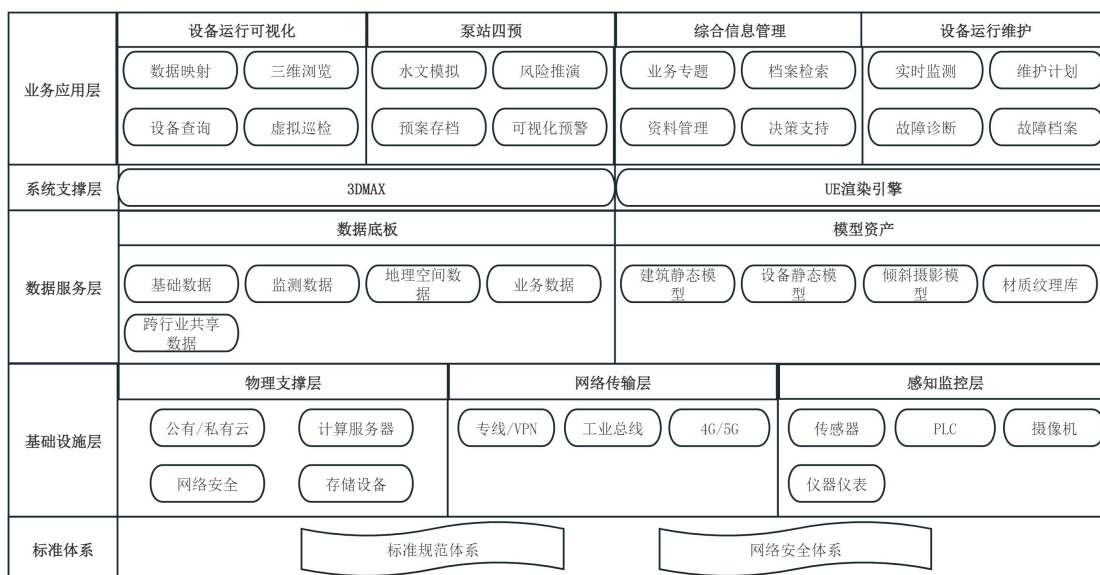 设备运行可视化
泵站四预
综合信息管理
设备运行维护
业务应用层
数据映射
三维浏览
水文模拟
风险推演
业务专题
档案检索
实时监测
维护计划
设备查询
虚拟巡检
预案存档
可视化预警
资料管理
决策支持
故障诊断
故障档案
系统支撑层
3DMAX
UE渲染引擎
数据底板
模型资产
数据服务层
基础数据
监测数据
地理空间数
据
业务数据
建筑静态模
型
设备静态模
型
倾斜摄影模
型
材质纹理库
跨行业共享
数据
物理支撑层
网络传输层
感知监控层
基础设施层
公有/私有云
计算服务器
专线/VPN
工业总线
4G/5G
传感器
PLC
摄像机
网络安全
存储设备
仪器仪表
标准体系
标准规范体系
网络安全体系